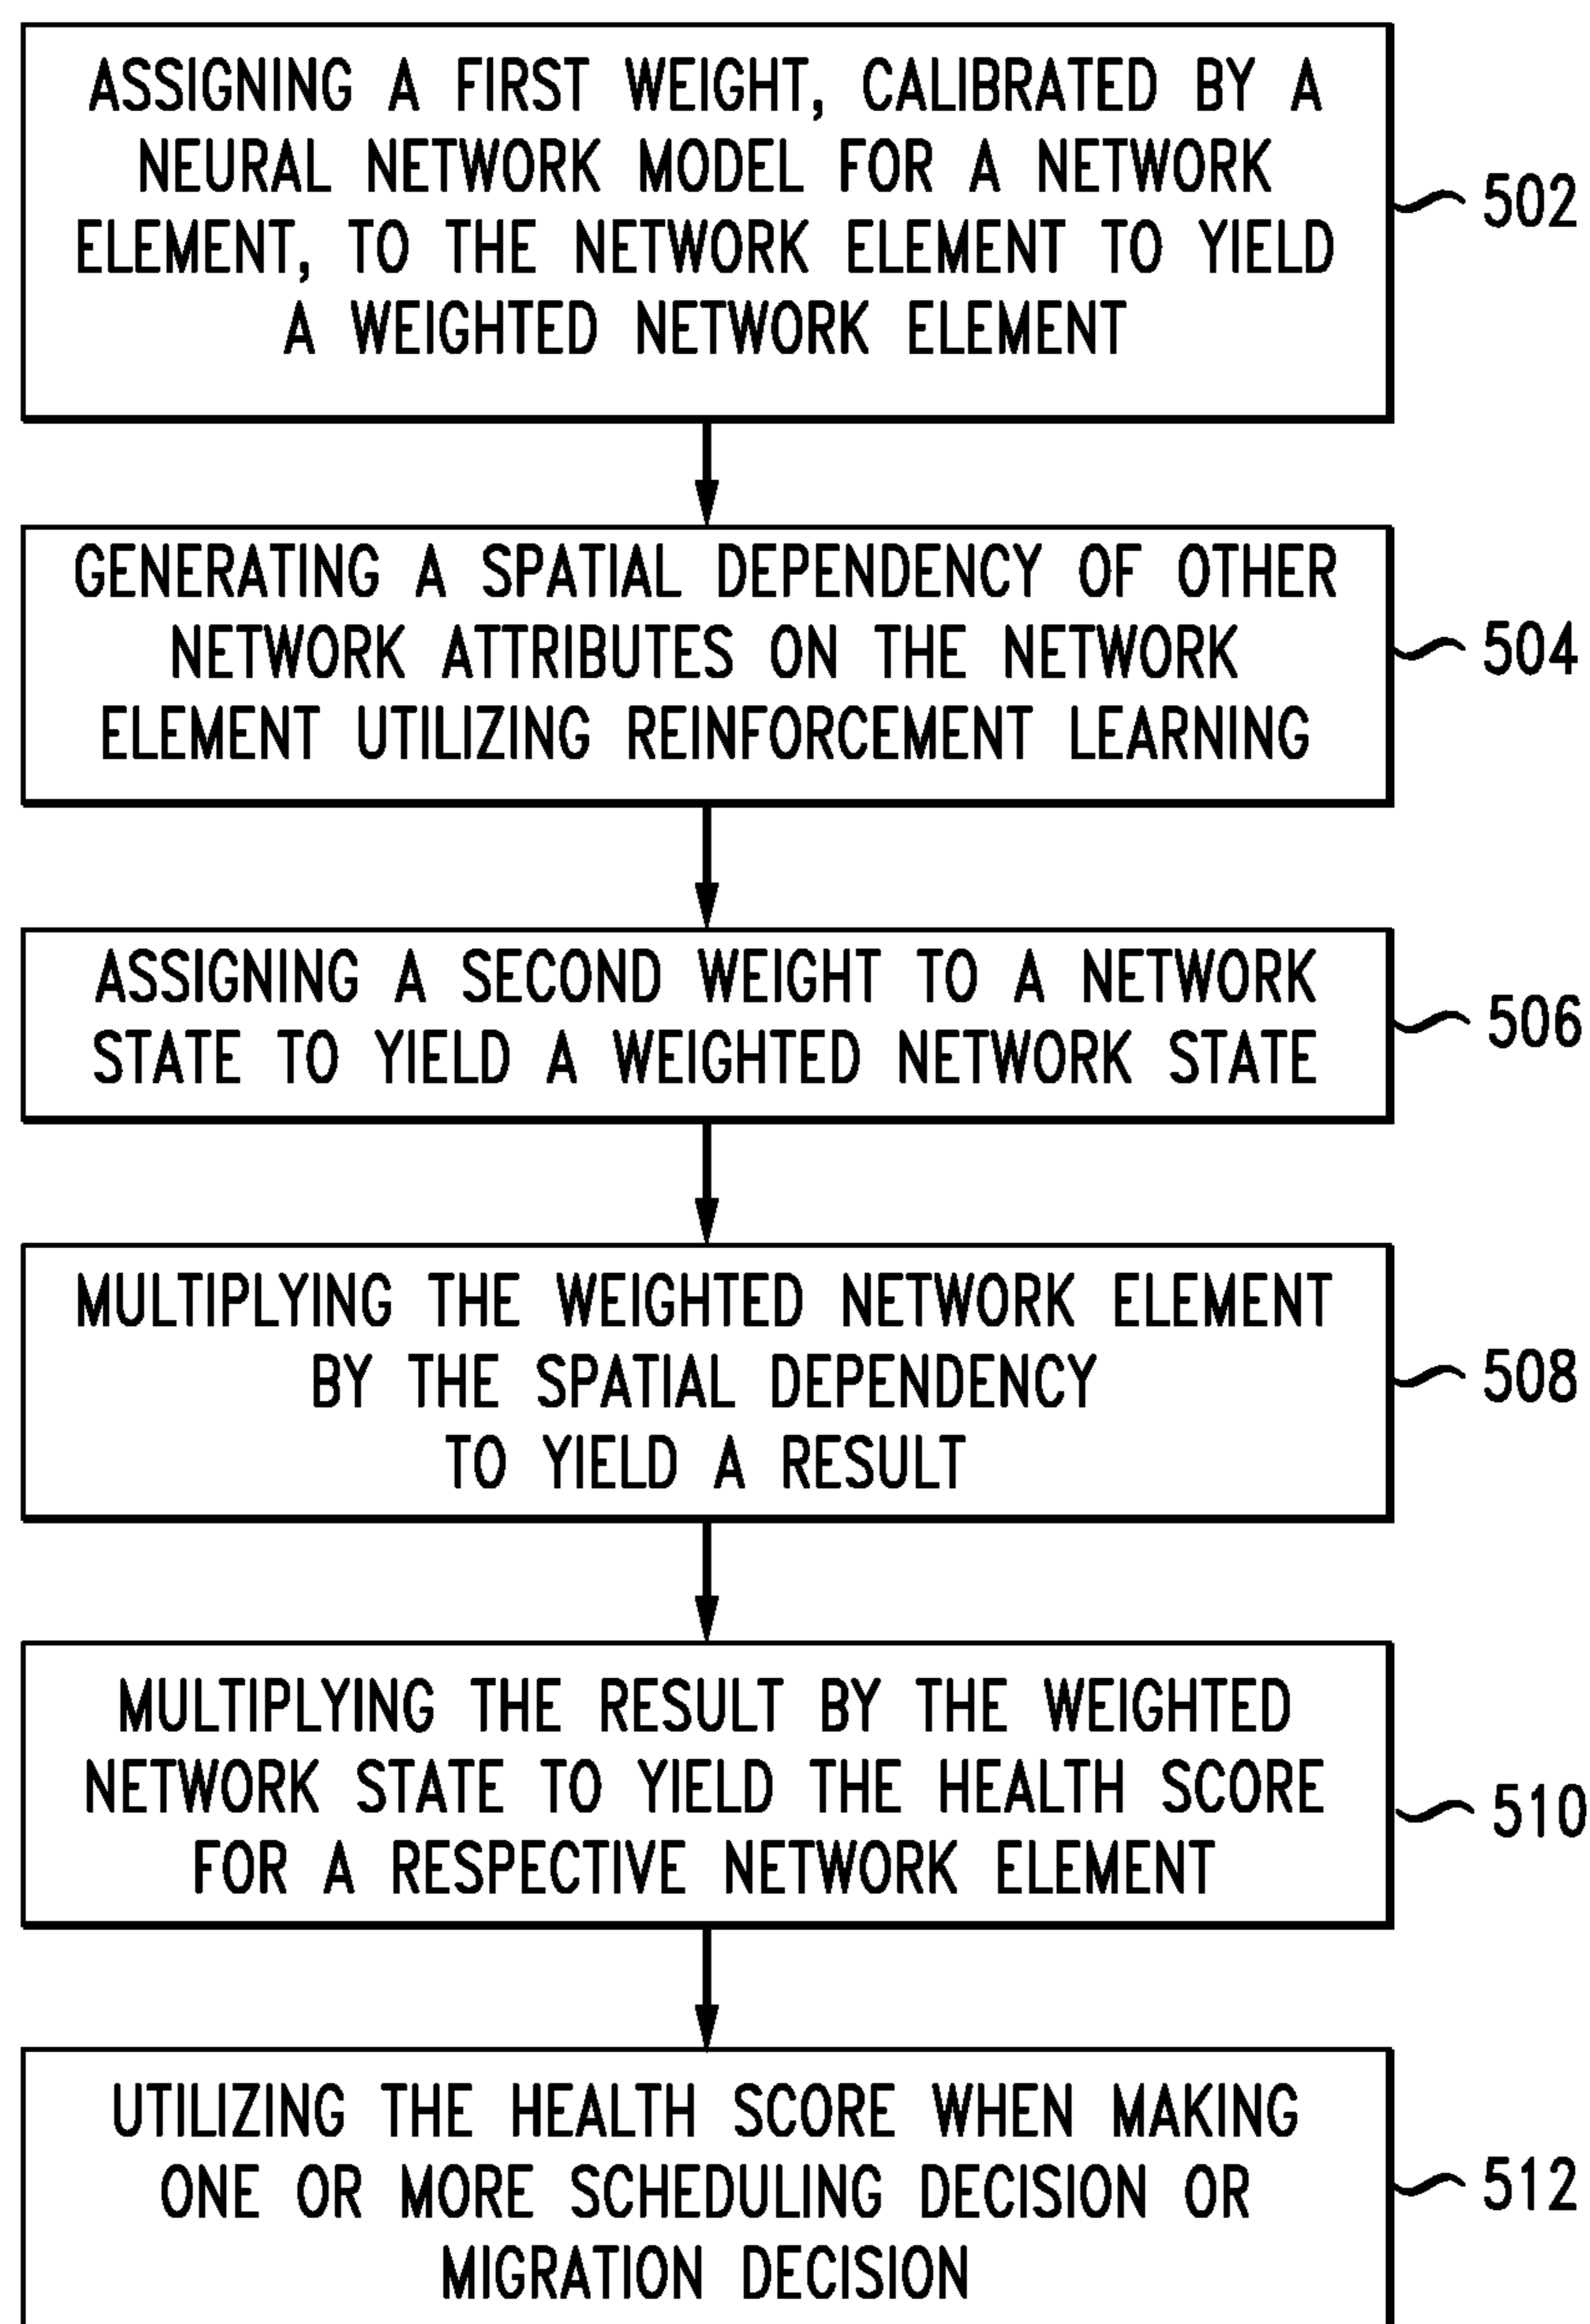 ASSIGNING A FIRST WEIGHT, CALIBRATED BY A
NEURAL NETWORK MODEL FOR A NETWORK
ELEMENT, TO THE NETWORK ELEMENT TO YIELD
A WEIGHTED NETWORK ELEMENT
502
GENERATING A SPATIAL DEPENDENCY OF OTHER
NETWORK ATTRIBUTES ON THE NETWORK
ELEMENT UTILIZING REINFORCEMENT LEARNING
504
ASSIGNING A SECOND WEIGHT TO A NETWORK
STATE TO YIELD A WEIGHTED NETWORK STATE
506
MULTIPLYING THE WEIGHTED NETWORK ELEMENT
BY THE SPATIAL DEPENDENCY
TO YIELD A RESULT
508
MULTIPLYING THE RESULT BY THE WEIGHTED
NETWORK STATE TO YIELD THE HEALTH SCORE
FOR A RESPECTIVE NETWORK ELEMENT
510
UTILIZING THE HEALTH SCORE WHEN MAKING
ONE OR MORE SCHEDULING DECISION OR
MIGRATION DECISION
512